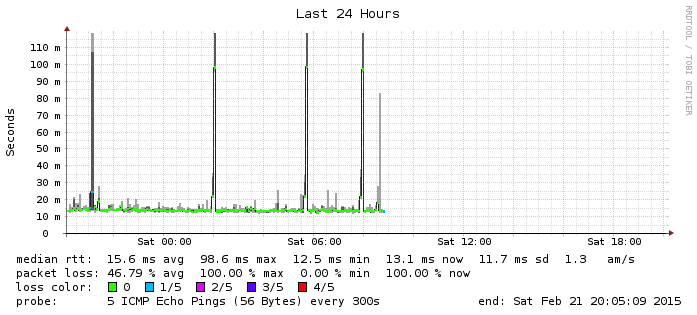 Last 24 Hours
RRDTOOL / TOBI OETIKER
Seconds
110 m
100 m
90 m
80 m
70 m
60 m
50 m
40 m
30 m
20 m
10 m
0
Sat 00:00 Sat 06:00 Sat 12:00 Sat 18:00
median rtt: 15.6 ms avg 98.6 ms max 12.5 ms min 13.1 ms now 11.7 ms sd 1.3 am/s
packet loss: 46.79 % avg 100.00 % max 0.00 % min 100.00 % now
loss color: 0 1/5 2/5 3/5 4/5
probe: 5 ICMP Echo Pings (56 Bytes) every 300s end: Sat Feb 21 20:05:09 2015